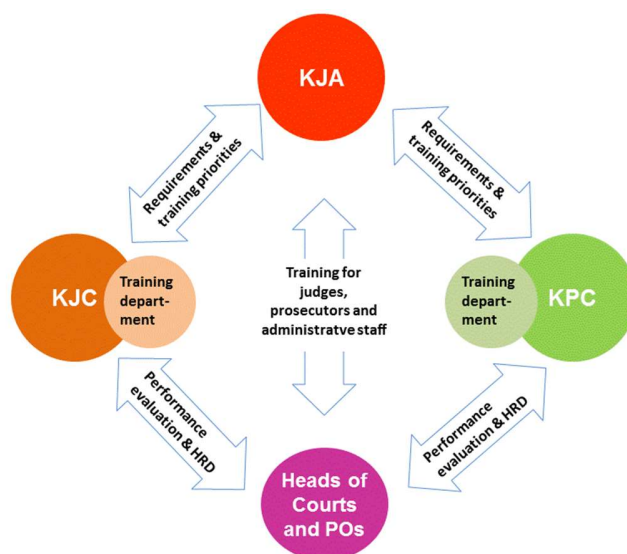 KJA
Requirements &
training priorities
Requirements &
training priorities
KJC
Training
depart-
ment
Training for
judges,
prosecutors and
administratve staff
Training
depart-
ment
KPC
Performance
evaluation & HRD
Performance
evaluation & HRD
Heads of
Courts
and POs